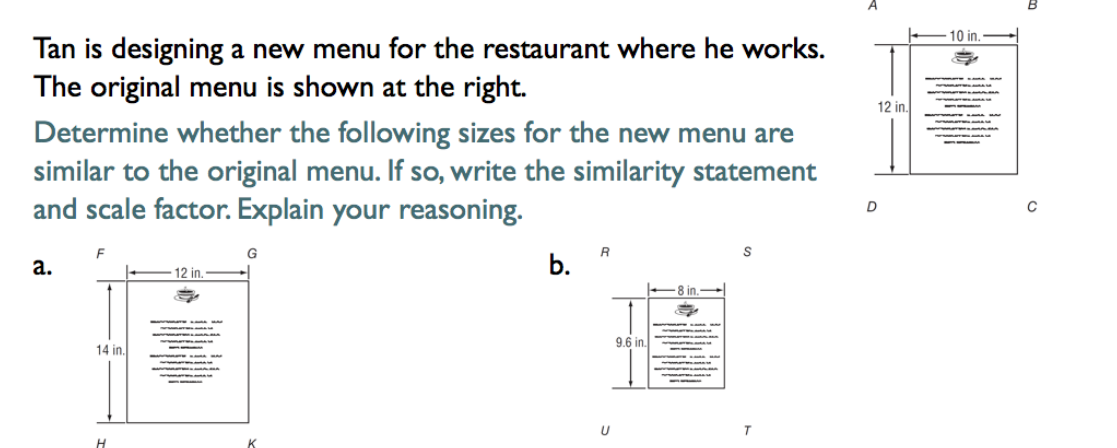 A B
Tan is designing a new menu for the restaurant where he works.
10 in.
The original menu is shown at the right.
12 in.
Determine whether the following sizes for the new menu are
similar to the original menu. If so, write the similarity statement
and scale factor. Explain your reasoning.
D C
a.
F G
12 in.
14 in.
H K
b.
R S
8 in.
9.6 in.
U T